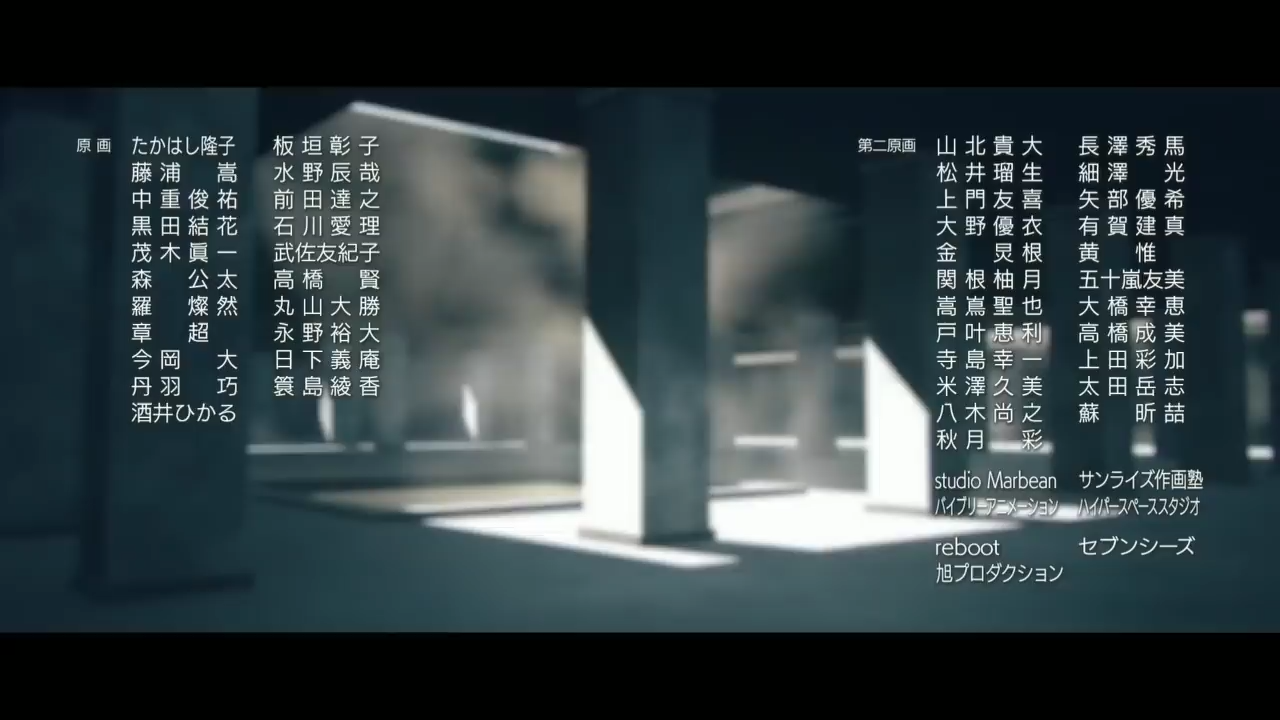 原画 たかはし隆子 板垣彰子
藤浦 嵩 水野辰哉
中重俊祐 前田達之
黒田結花 石川愛理
茂木眞一 武佐友紀子
森 公太 高橋 賢
羅 燦然 丸山大勝
章 超 永野裕大
今岡 大 日下義庵
丹羽 巧 簑島綾香
酒井ひかる
第二原画 山北貴大 長澤秀馬
松井瑠生 細澤 光
上門友喜 矢部優希
大野優衣 有賀建真
金 炅根 黄 惟
関根柚月 五十嵐友美
嵩嶌聖也 大橋幸恵
戸叶恵利 高橋成美
寺島幸一 上田彩加
米澤久美 太田岳志
八木尚之 蘇 昕喆
秋月 彩
studio Marbean サンライズ作画塾
バイブリーアニメーション ハイパースペーススタジオ
reboot セブンシーズ
旭プロダクション